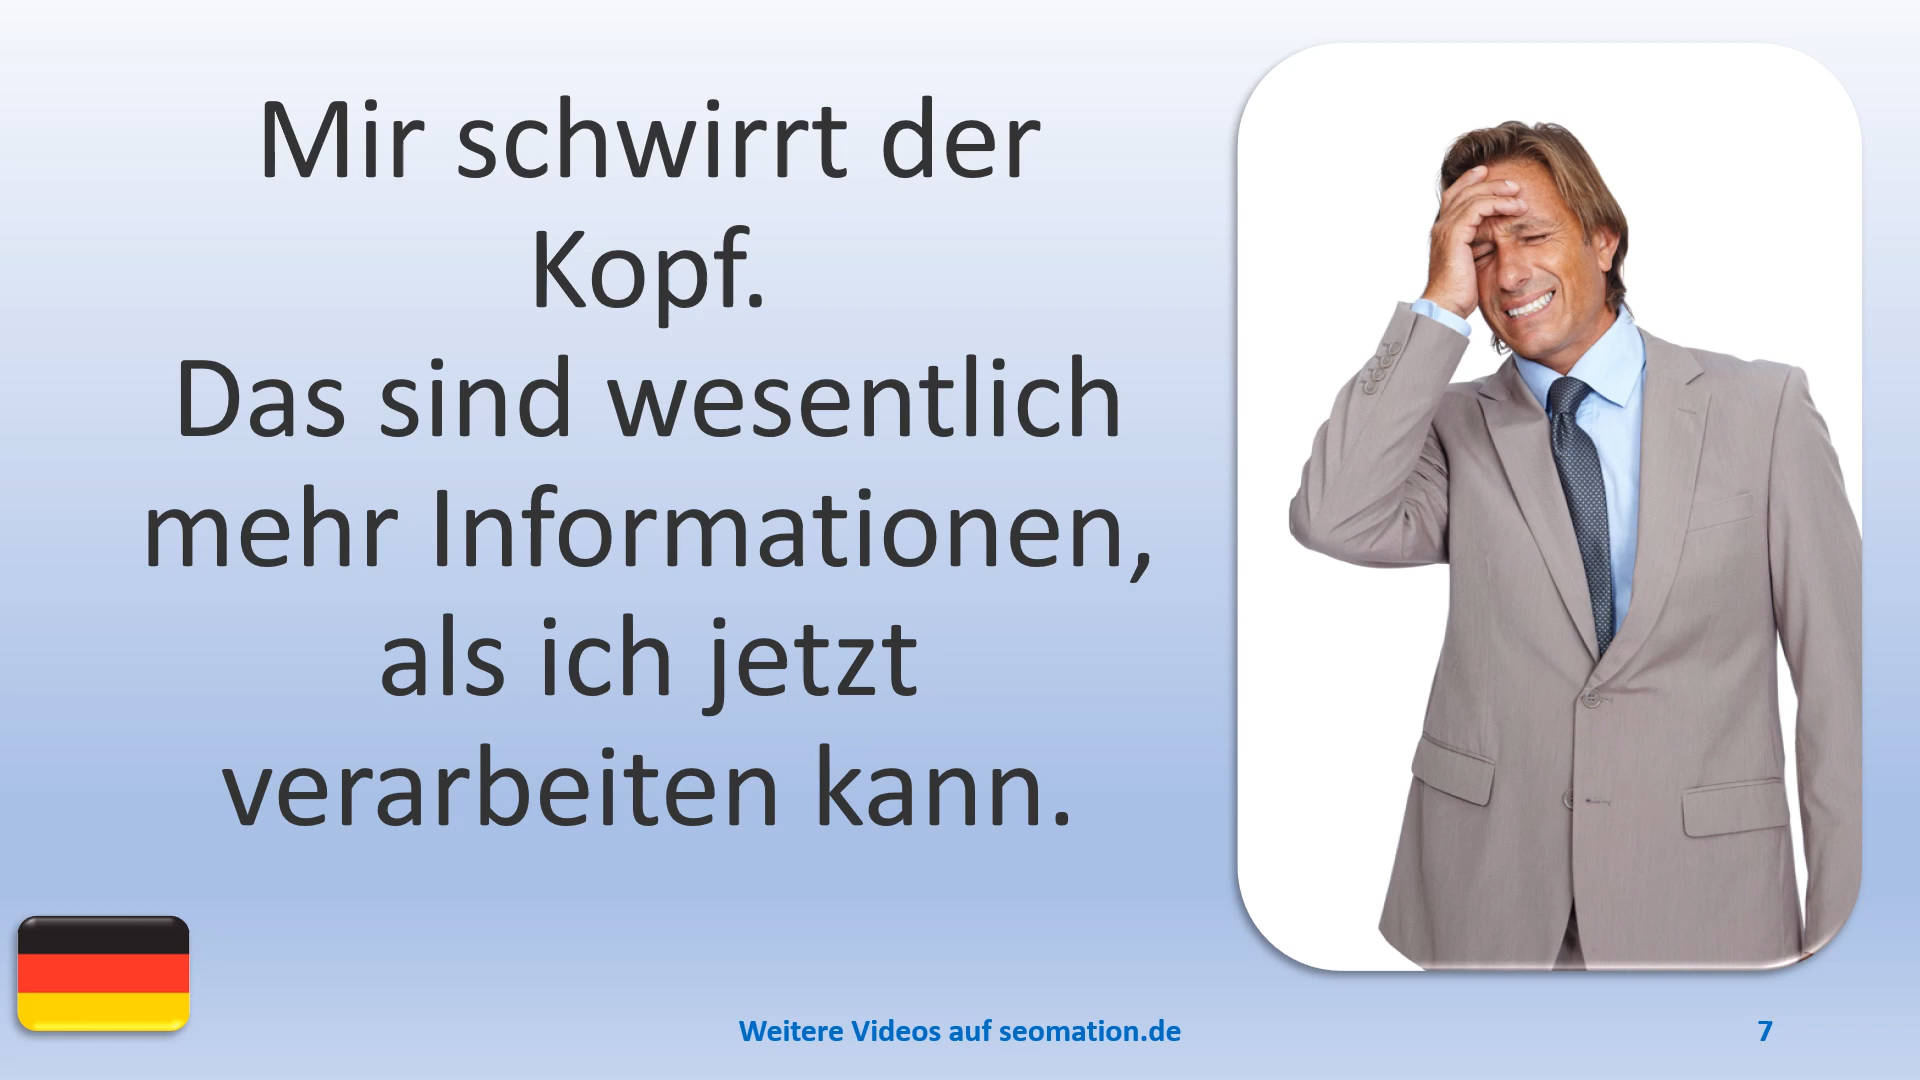 Mir schwirrt der
Kopf.
Das sind wesentlich
mehr Informationen,
als ich jetzt
verarbeiten kann.
Weitere Videos auf seomation.de
7